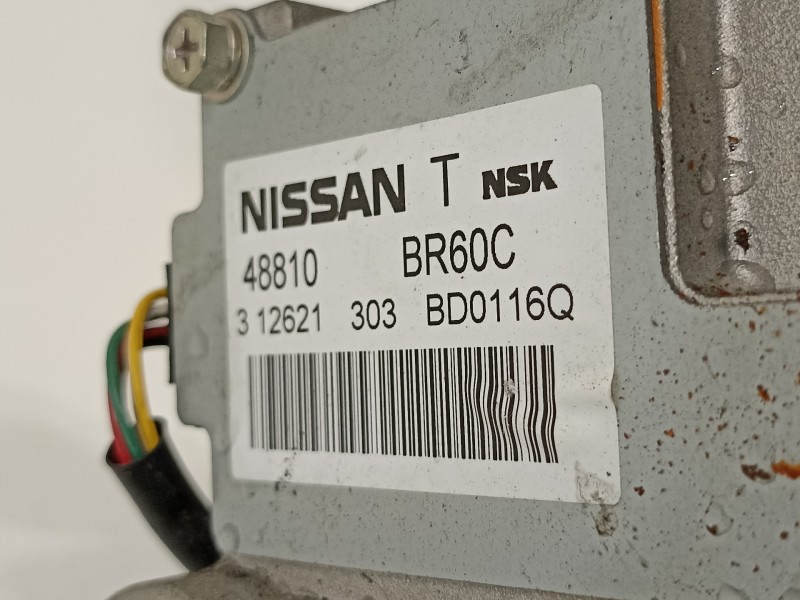 NISSAN T NSK
48810 BR60C
3 12621 303 BD0116Q